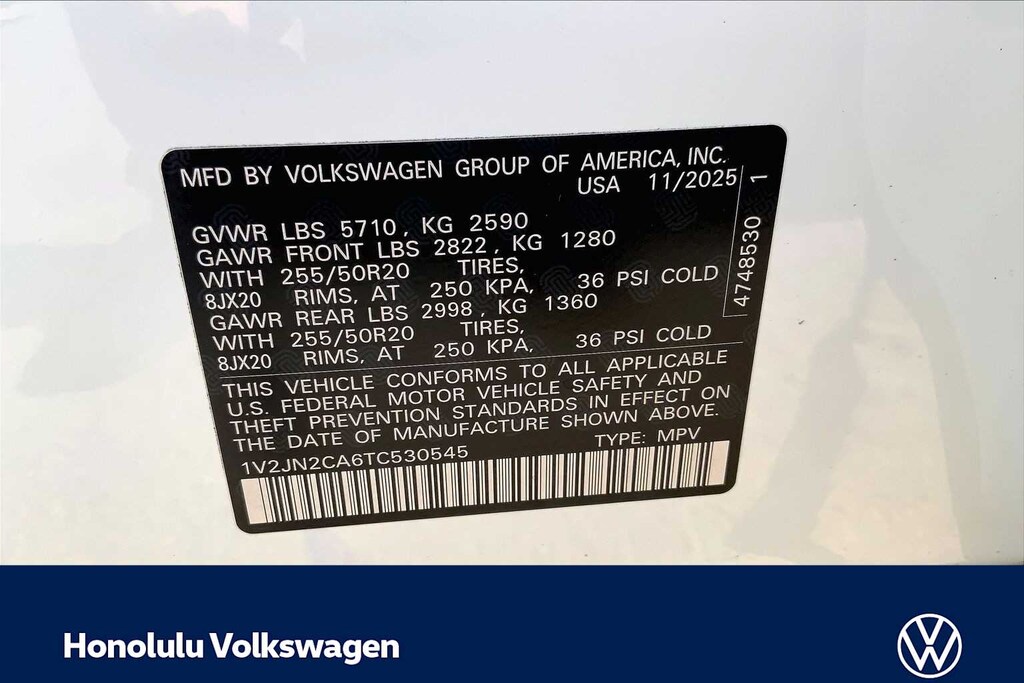 MFD BY VOLKSWAGEN GROUP OF AMERICA, INC.
USA 11/2025
GVWR LBS 5710, KG 2590
GAWR FRONT LBS 2822, KG 1280
WITH 255/50R20 TIRES,
8JX20 RIMS, AT 250 KPA, 36 PSI COLD
GAWR REAR LBS 2998, KG 1360
WITH 255/50R20 TIRES,
8JX20 RIMS, AT 250 KPA, 36 PSI COLD
4748530 1
THIS VEHICLE CONFORMS TO ALL APPLICABLE
U.S. FEDERAL MOTOR VEHICLE SAFETY AND
THEFT PREVENTION STANDARDS IN EFFECT ON
THE DATE OF MANUFACTURE SHOWN ABOVE.
1V2JN2CA6TC530545 TYPE: MPV
Honolulu Volkswagen